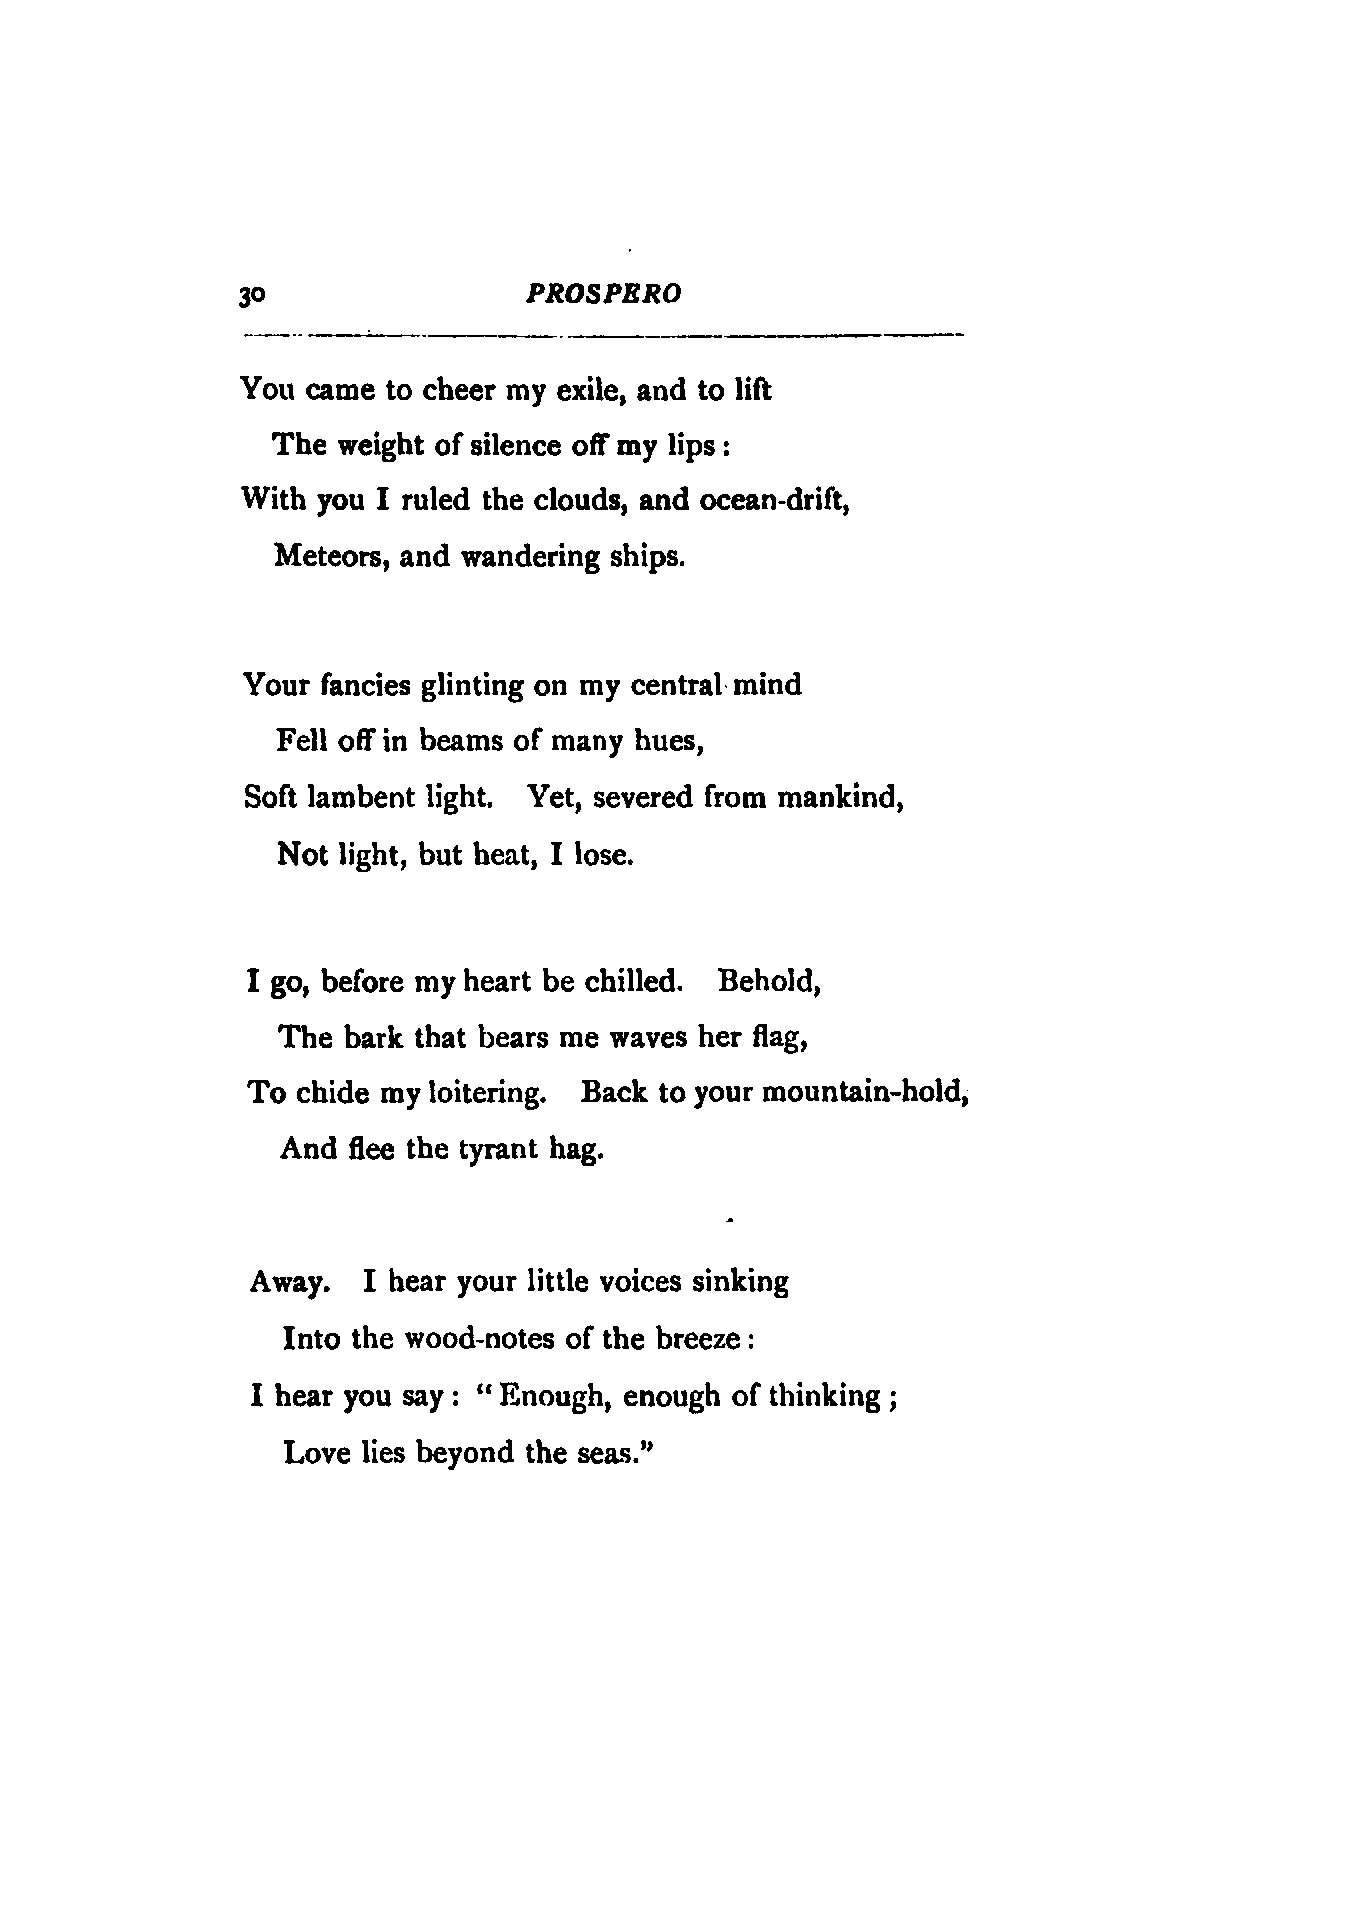 30 PROSPERO
You came to cheer my exile, and to lift
The weight of silence off my lips :
With you I ruled the clouds, and ocean-drift,
Meteors, and wandering ships.
Your fancies glinting on my central mind
Fell off in beams of many hues,
Soft lambent light. Yet, severed from mankind,
Not light, but heat, I lose.
I go, before my heart be chilled. Behold,
The bark that bears me waves her flag,
To chide my loitering. Back to your mountain-hold,
And flee the tyrant hag.
Away. I hear your little voices sinking
Into the wood-notes of the breeze :
I hear you say : “ Enough, enough of thinking ;
Love lies beyond the seas.”